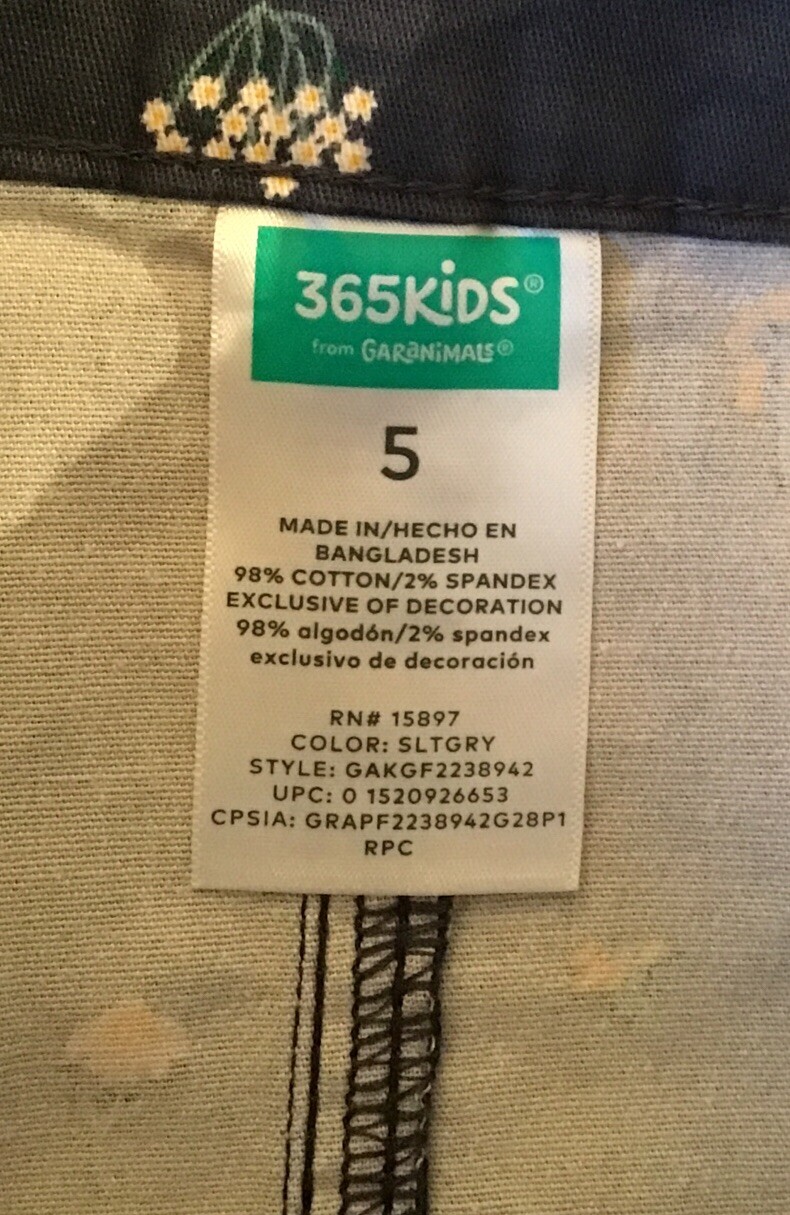 365KiDS®
from GARaNiMALS®
5
MADE IN/HECHO EN
BANGLADESH
98% COTTON/2% SPANDEX
EXCLUSIVE OF DECORATION
98% algodón/2% spandex
exclusivo de decoración
RN# 15897
COLOR: SLTGRY
STYLE: GAKGF2238942
UPC: 0 1520926653
CPSIA: GRAPF2238942G28P1
RPC